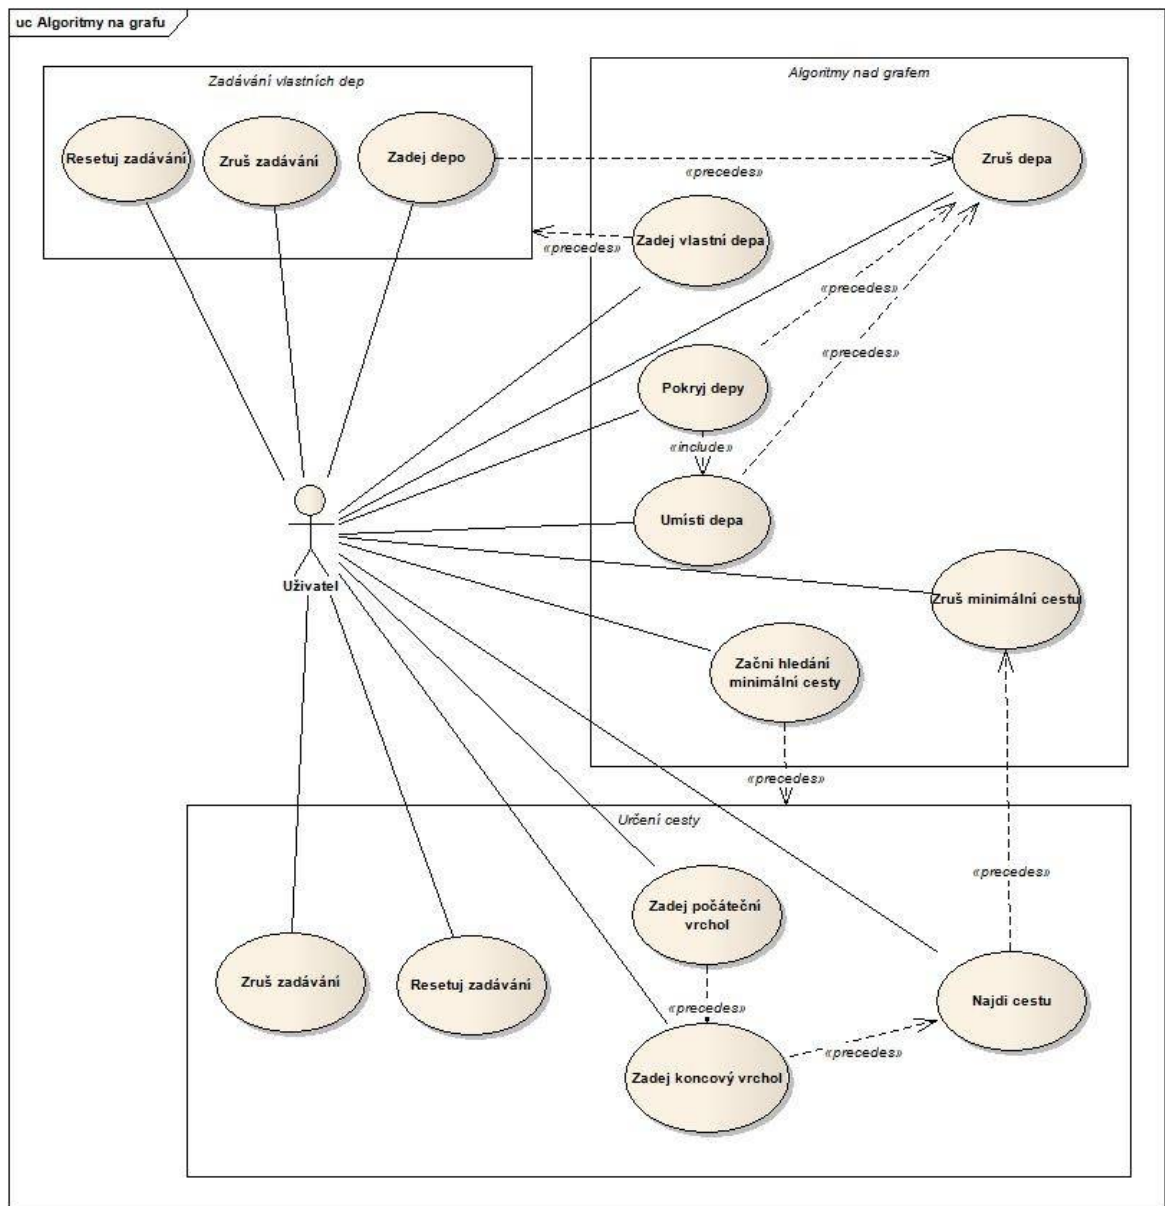 uc Algoritmy na grafu
Zadávání vlastních dep
Algoritmy nad grafem
Resetuj zadávání
Zruš zadávání
Zadej depo
Zruš depa
«precedes»
Zadej vlastní depa
«precedes»
«precedes»
«precedes»
Pokryj depy
«include»
Umísti depa
Uživatel
Zruš minimální cestu
Začni hledání
minimální cesty
«precedes»
Určení cesty
«precedes»
Zadej počáteční
vrchol
Zruš zadávání
Resetuj zadávání
Najdi cestu
«precedes»
«precedes»
Zadej koncový vrchol